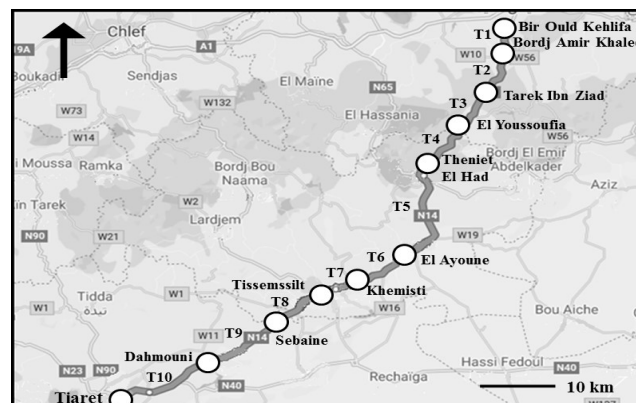 Bir Ould Kehlifa
Chlef
T1
Bordj Amir Khaled
19A
A1
W10
W56
Boukadir
Sendjas
T2
El Maïne
N65
Tarek Ibn Ziad
W132
W73
T3
El Hassania
El Youssoufia
W14
T4
W56
Moussa
Ramka
Bordj Bou
Naama
Theniet
El Had
Bordj El Emir
Abdelkader
Aziz
Tarek
W2
T5
Lardjem
N14
N90
W21
W19
T6
El Ayoune
T7
Tissemssilt
Khemisti
Tidda
نبذة
W1
W1
T8
W16
Bou Aiche
Sebaine
T9
W11
N14
Dahmouni
Hassi Fedoul
N23
N90
Rechaïga
T10
N40
N40
10 km
Tiaret